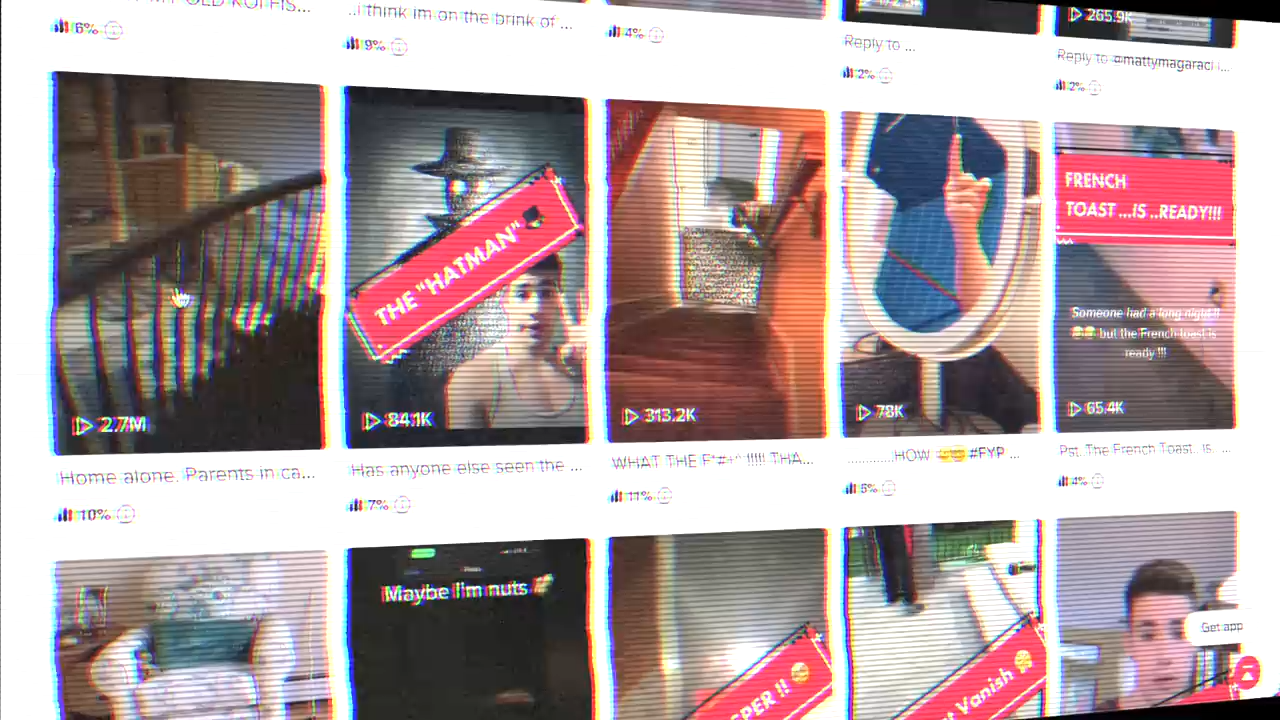 6%
..i think im on the brink of ...
9%
4%
Reply to ...
2%
265.9K
Reply to @mattymagaraci i...
2%
2.7M
Home alone. Parents in ca...
10%
THE "HATMAN"
84.1K
Has anyone else seen the ...
7%
313.2K
WHAT THE F*#+^ !!!!! THA...
11%
78K
............HOW 😳😳 #FYP ...
5%
FRENCH
TOAST ...IS ..READY!!!
Someone had a long night !!
but the French toast is
ready !!!
65.4K
Pst. The French Toast.. is. ...
4%
Maybe I'm nuts
SPER !!
Vanish
Get app